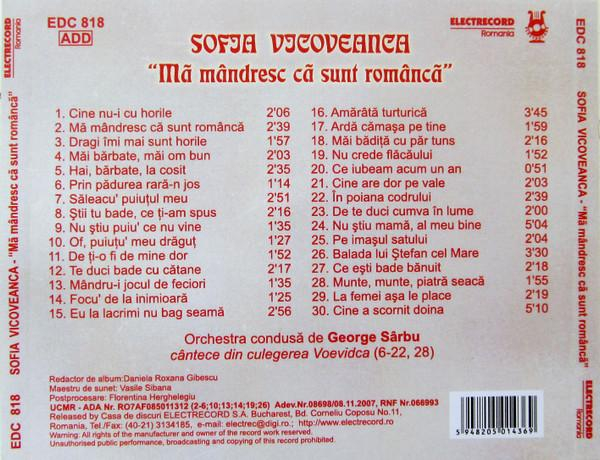 EDC 818
ADD
ELECTRECORD
Romania
SOFIA VICOVEANCA
"Mă mândresc că sunt româncă"
1. Cine nu-i cu horile 2'06
2. Mă mândresc că sunt româncă 2'39
3. Dragi îmi mai sunt horile 1'57
4. Măi bărbate, măi om bun 2'03
5. Hai, bărbate, la cosit 2'35
6. Prin pădurea rară-n jos 1'14
7. Săleacu' puiuțul meu 2'51
8. Știi tu bade, ce ți-am spus 2'16
9. Nu știu puiu' ce nu vine 1'35
10. Of, puiuțu' meu drăguț 1'27
11. De ți-o fi de mine dor 1'52
12. Te duci bade cu cătane 2'17
13. Mândru-i jocul de feciori 1'35
14. Focu' de la inimioară 1'25
15. Eu la lacrimi nu bag seamă 2'56
16. Amărâtă turturică 3'45
17. Ardă cămașa pe tine 1'59
18. Măi bădiță cu păr tuns 2'16
19. Nu crede flăcăului 1'52
20. Ce iubeam acum un an 0'51
21. Cine are dor pe vale 2'03
22. În poiana codrului 2'39
23. De te duci cumva în lume 2'00
24. Nu știu mamă, al meu bine 5'04
25. Pe imașul satului 2'04
26. Balada lui Ștefan cel Mare 3'30
27. Ce ești bade bănuit 2'18
28. Munte, munte, piatră seacă 1'55
29. La femei așa le place 2'19
30. Cine a scornit doina 5'10
Orchestra condusă de George Sârbu
cântece din culegerea Voevidca (6-22, 28)
Redactor de album:Daniela Roxana Gibescu
Maestru de sunet: Vasile Sibana
Postprocesare: Florentina Herghelegiu
UCMR - ADA Nr. RO7AF085011312 (2-6;10;13;14;19;26) Adev.Nr.08698/08.11.2007, RNF Nr.066993
Released by Casa de discuri ELECTRECORD S.A. Bucharest, Bd. Corneliu Coposu No.11,
Romania, Tel./Fax: (40-21) 3134185, e-mail: electrec@digi.ro.; http://www.electrecord.ro
Warning: All rights of the manufacturer and owner of the record work reserved.
Unauthorised public performance, broadcasting and copying of this record prohibited.
5 948205 014369
EDC 818 SOFIA VICOVEANCA - "Mă mândresc că sunt româncă" ELECTRECORD Romania
EDC 818 SOFIA VICOVEANCA - "Mă mândresc că sunt româncă" ELECTRECORD Romania